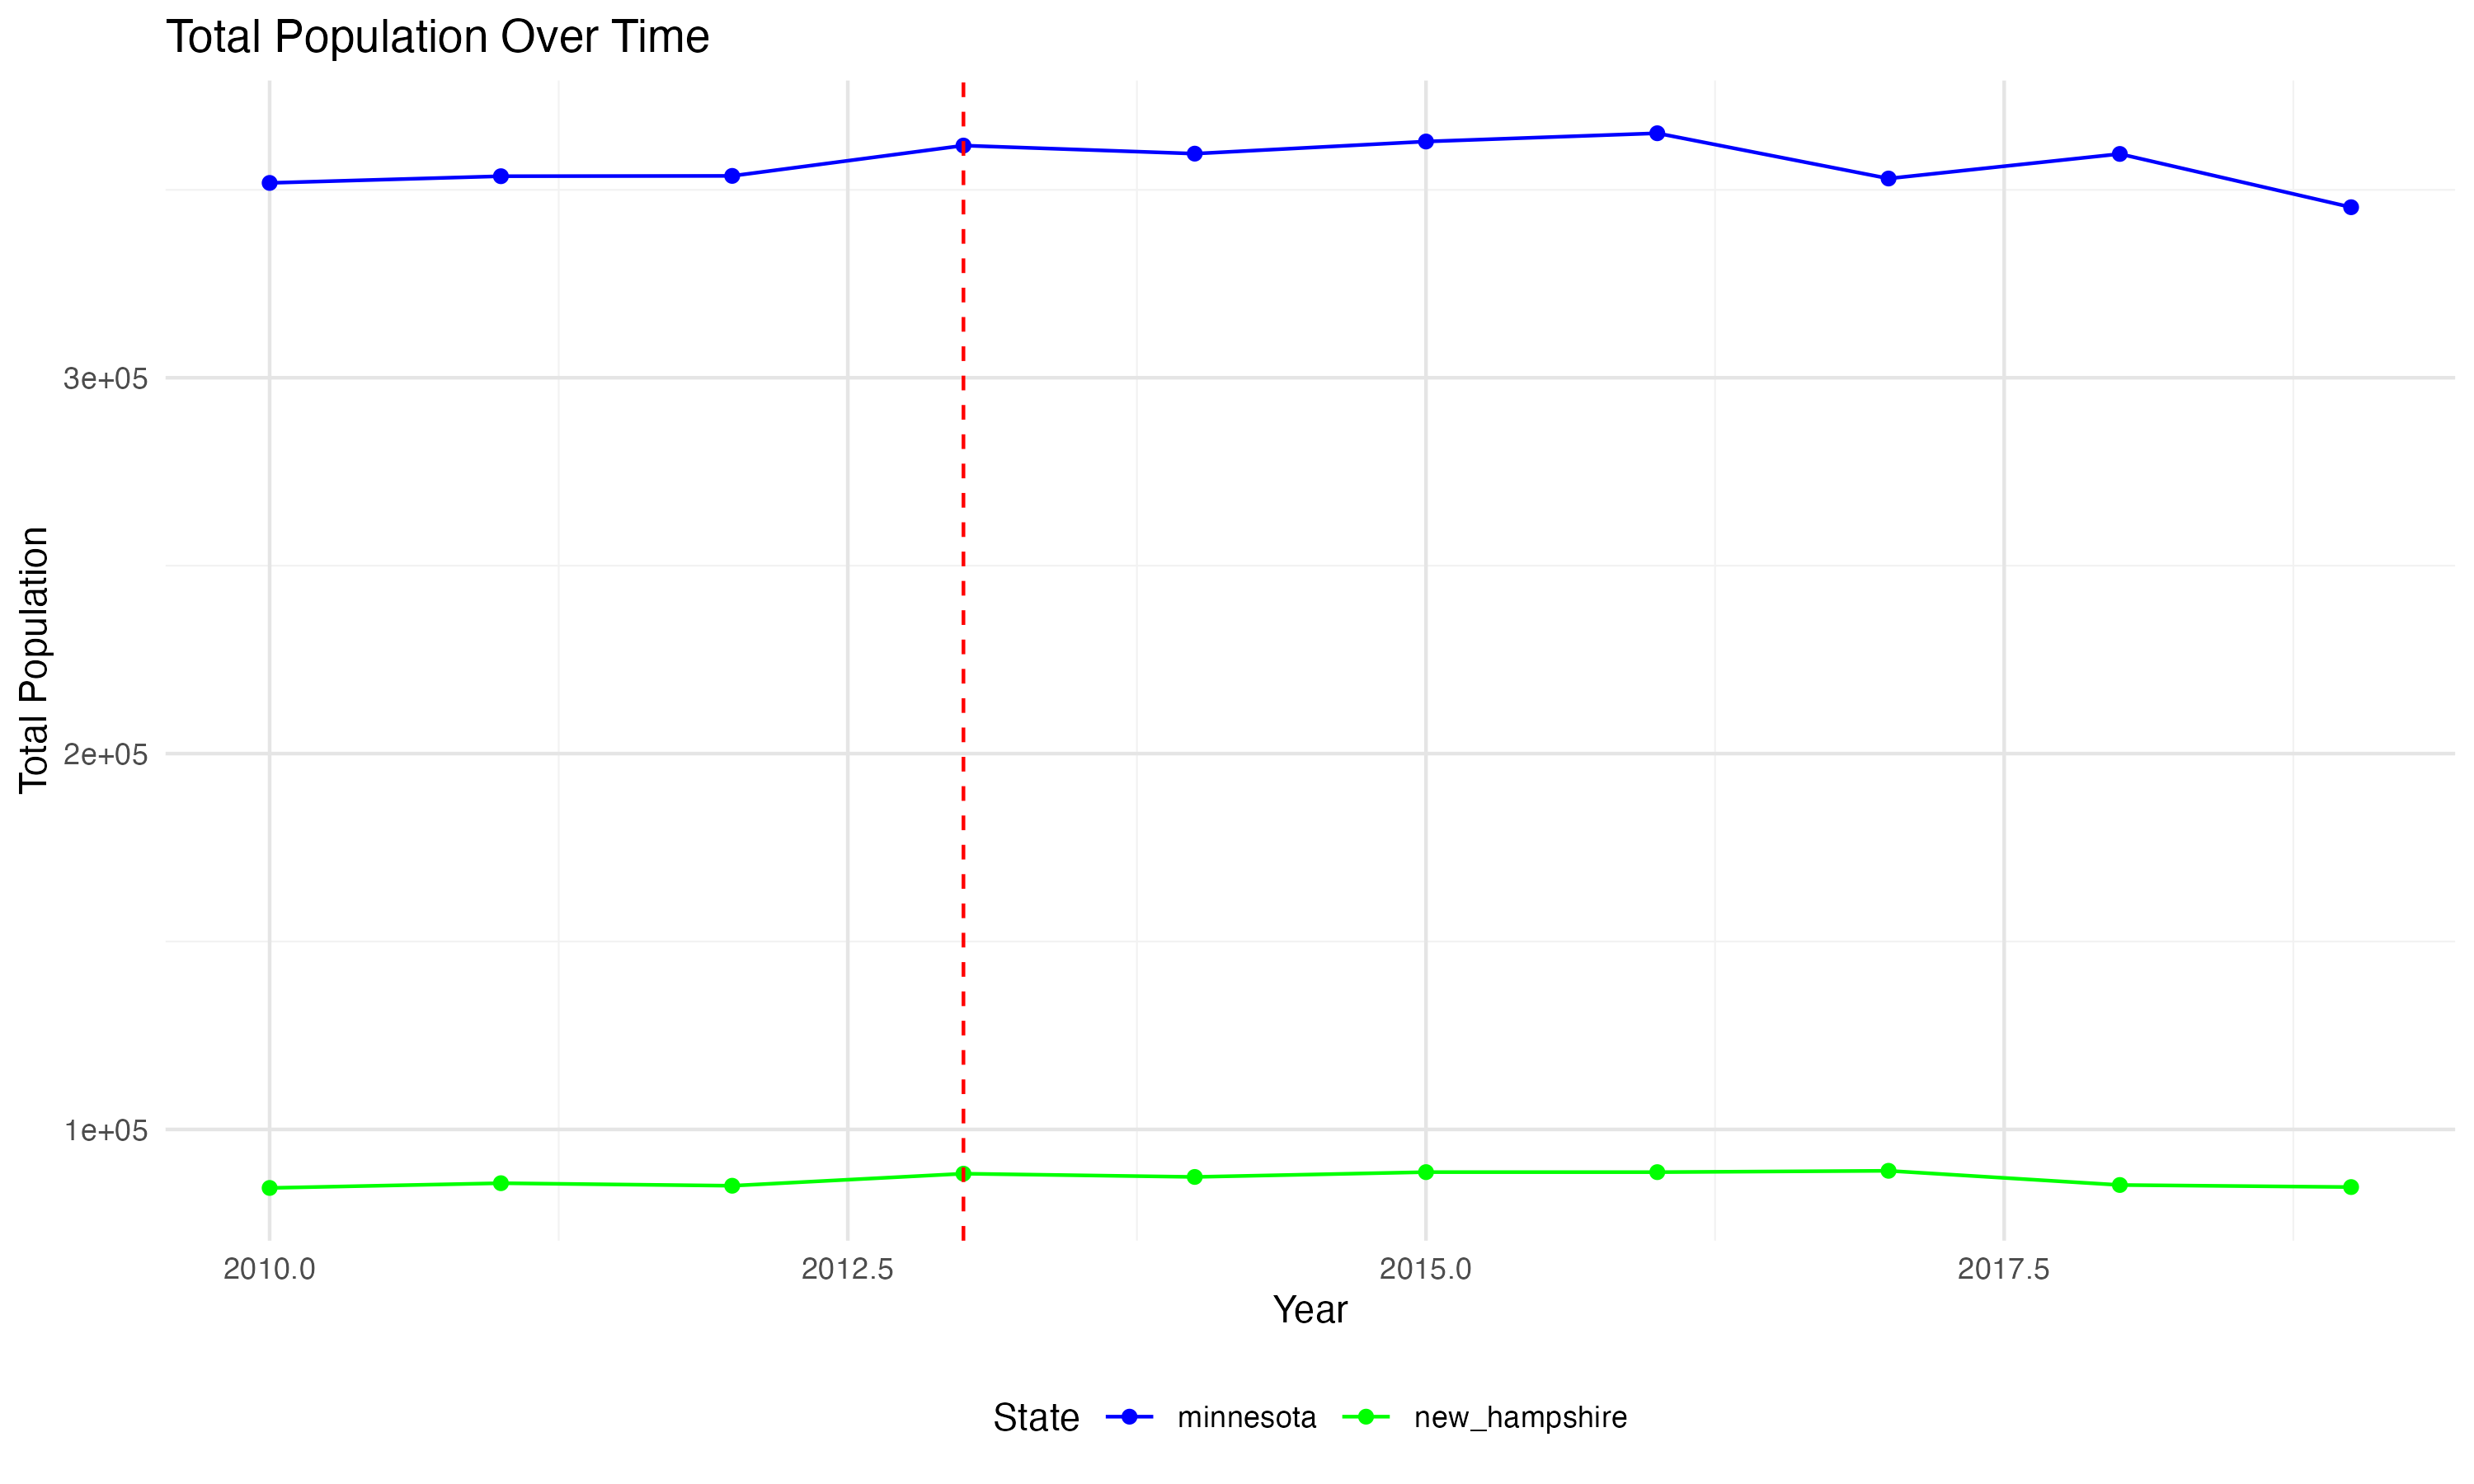 Total Population Over Time
Total Population
3e+05
2e+05
1e+05
2010.0 2012.5 2015.0 2017.5
Year
State minnesota new_hampshire